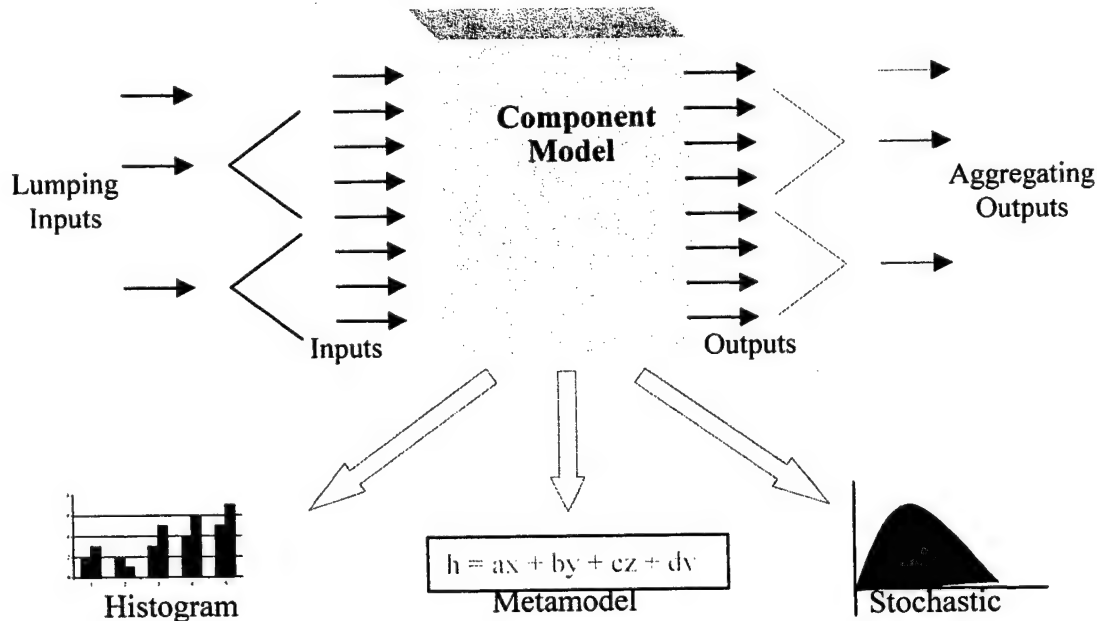 Component
Model
Lumping
Inputs
Aggregating
Outputs
Inputs
Outputs
h = ax + by + cz + dv
Histogram
Metamodel
Stochastic